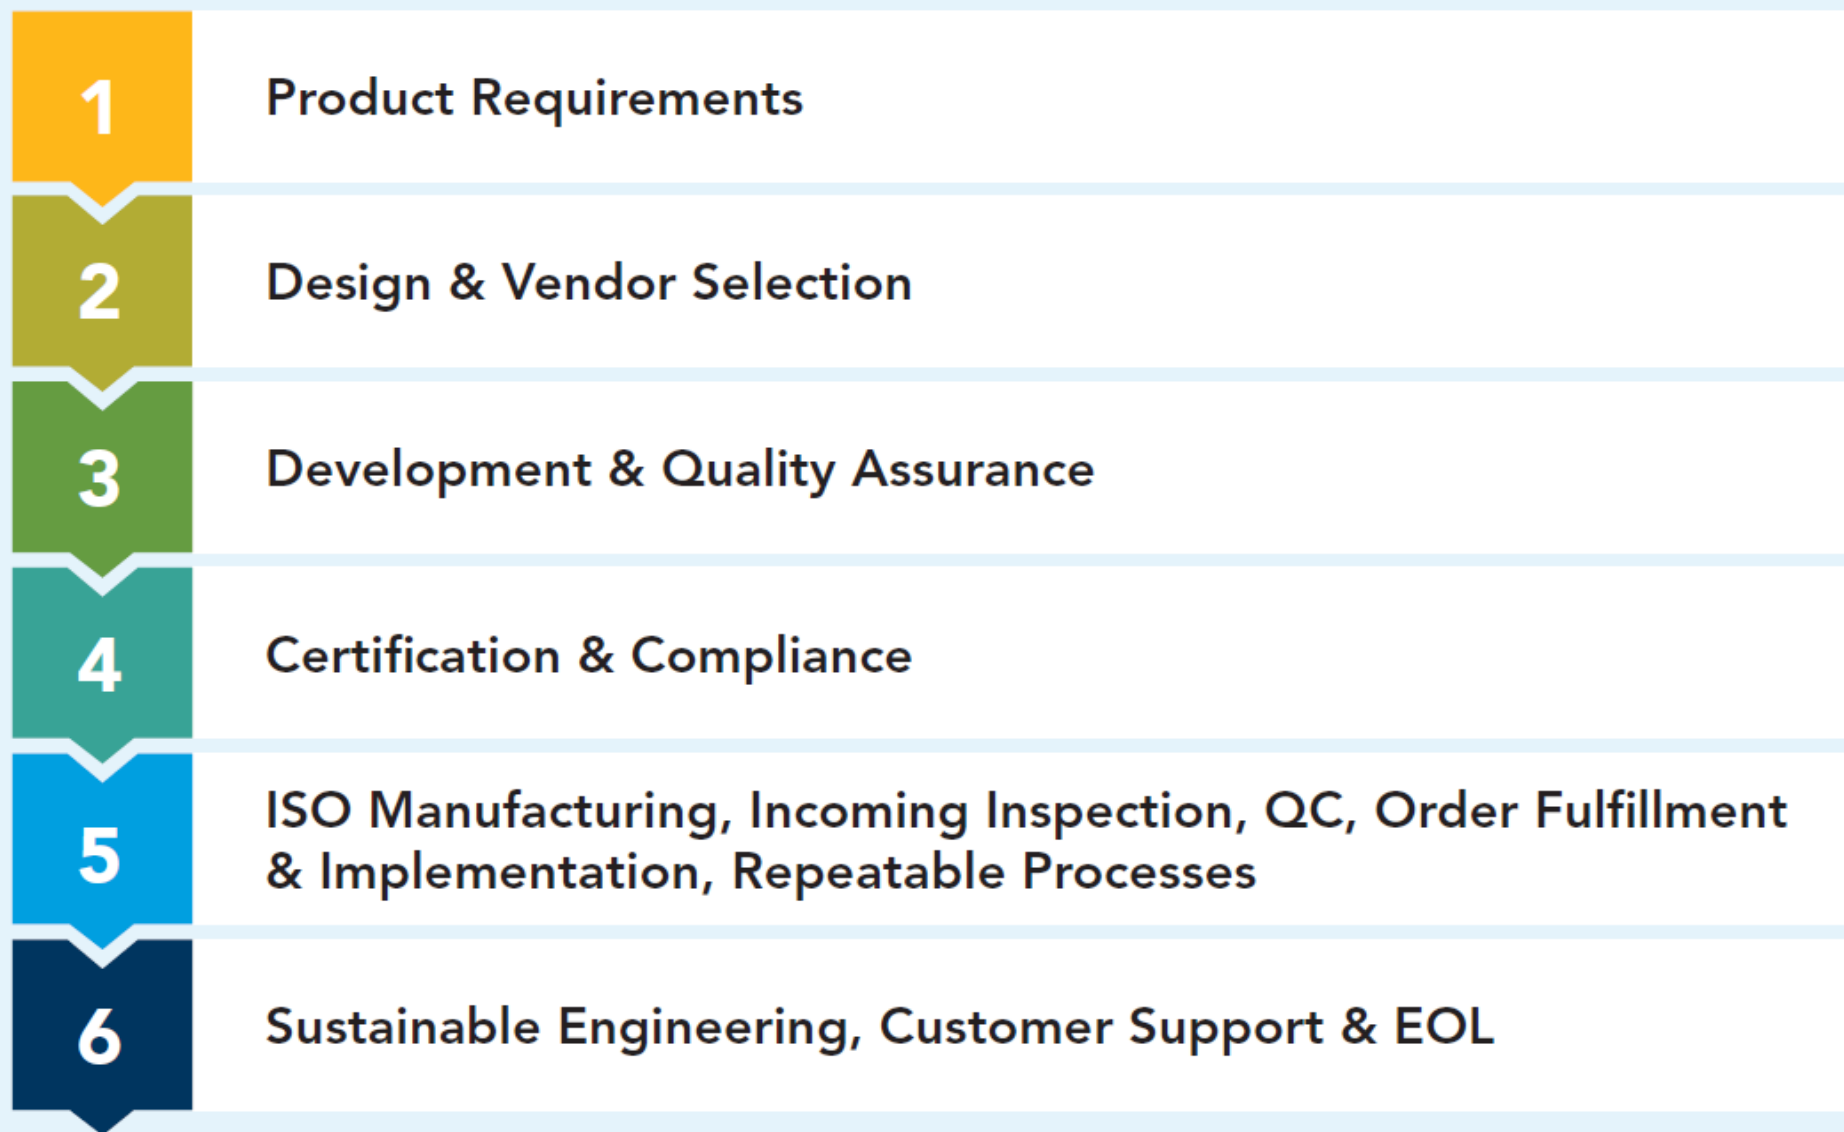 1
Product Requirements
2
Design & Vendor Selection
3
Development & Quality Assurance
4
Certification & Compliance
5
ISO Manufacturing, Incoming Inspection, QC, Order Fulfillment
& Implementation, Repeatable Processes
6
Sustainable Engineering, Customer Support & EOL